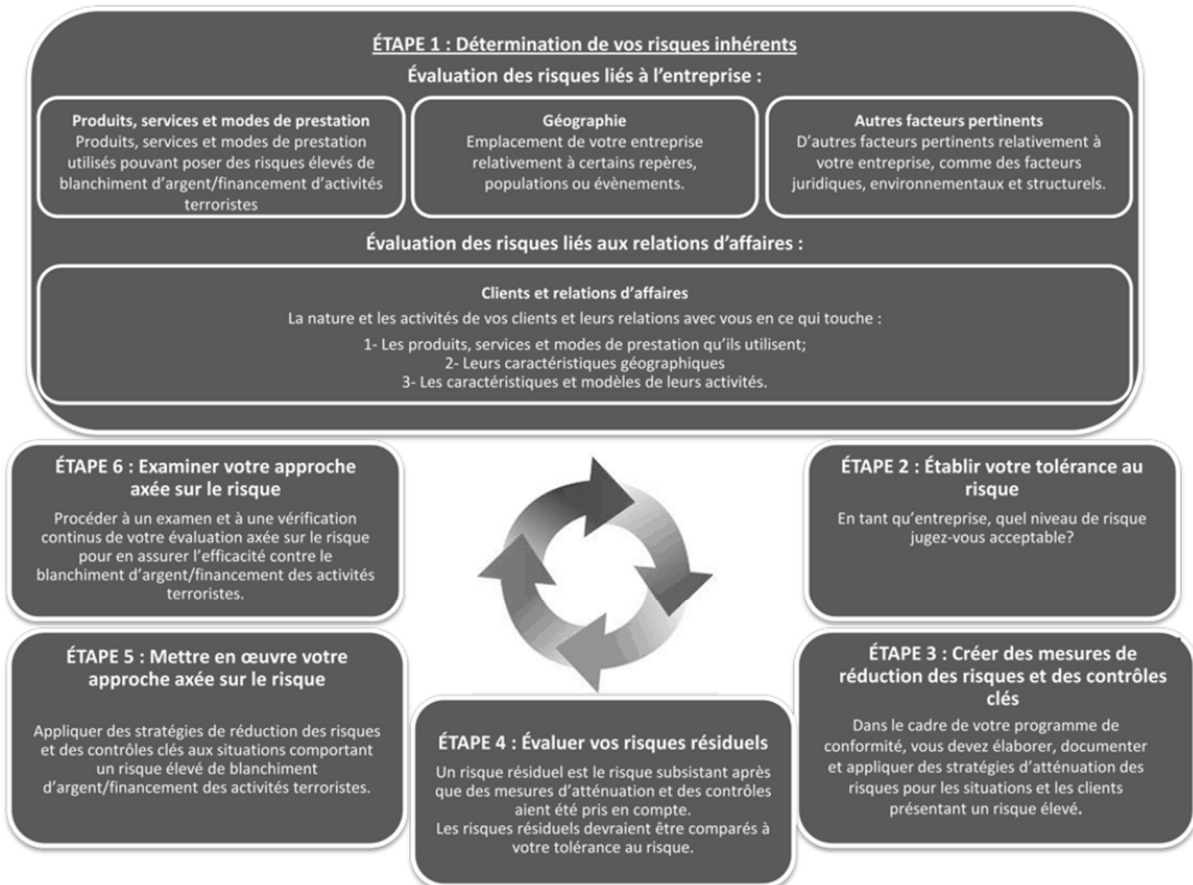 ÉTAPE 1 : Détermination de vos risques inhérents
Évaluation des risques liés à l’entreprise :
Produits, services et modes de prestation
Produits, services et modes de prestation
utilisés pouvant poser des risques élevés de
blanchiment d’argent/financement d’activités
terroristes
Géographie
Emplacement de votre entreprise
relativement à certains repères,
populations ou évènements.
Autres facteurs pertinents
D’autres facteurs pertinents relativement à
votre entreprise, comme des facteurs
juridiques, environnementaux et structurels.
Évaluation des risques liés aux relations d’affaires :
Clients et relations d’affaires
La nature et les activités de vos clients et leurs relations avec vous en ce qui touche :
1- Les produits, services et modes de prestation qu’ils utilisent;
2- Leurs caractéristiques géographiques
3- Les caractéristiques et modèles de leurs activités.
ÉTAPE 2 : Établir votre tolérance au
risque
En tant qu’entreprise, quel niveau de risque
jugez-vous acceptable?
ÉTAPE 3 : Créer des mesures de
réduction des risques et des contrôles
clés
Dans le cadre de votre programme de
conformité, vous devez élaborer, documenter
et appliquer des stratégies d’atténuation des
risques pour les situations et les clients
présentant un risque élevé.
ÉTAPE 4 : Évaluer vos risques résiduels
Un risque résiduel est le risque subsistant après
que des mesures d’atténuation et des contrôles
aient été pris en compte.
Les risques résiduels devraient être comparés à
votre tolérance au risque.
ÉTAPE 5 : Mettre en œuvre votre
approche axée sur le risque
Appliquer des stratégies de réduction des risques
et des contrôles clés aux situations comportant
un risque élevé de blanchiment
d’argent/financement des activités terroristes.
ÉTAPE 6 : Examiner votre approche
axée sur le risque
Procéder à un examen et à une vérification
continus de votre évaluation axée sur le risque
pour en assurer l’efficacité contre le
blanchiment d’argent/financement des activités
terroristes.